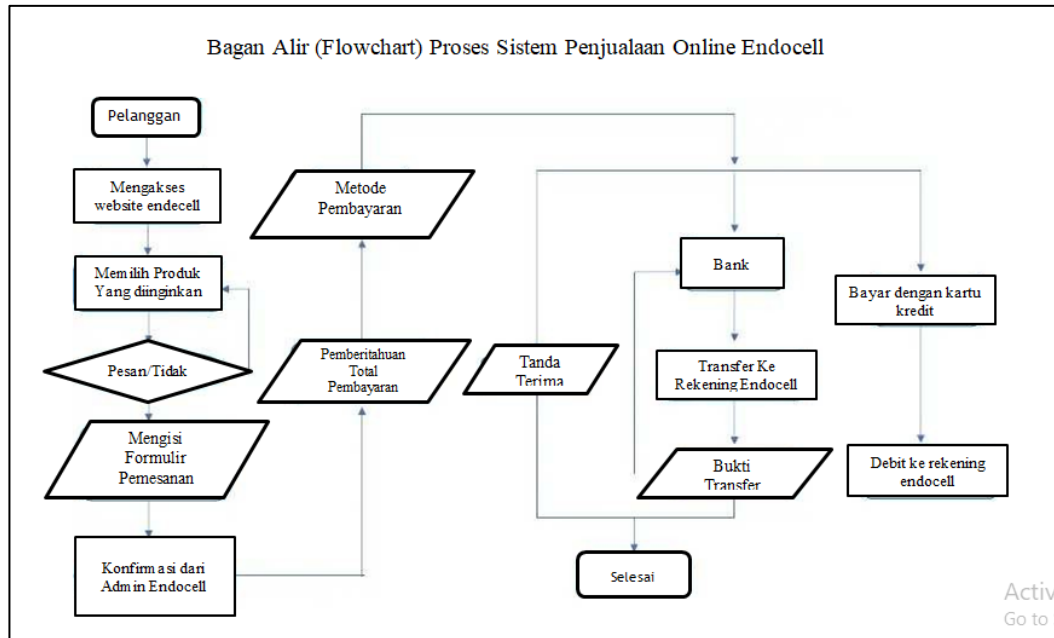 Bagan Alir (Flowchart) Proses Sistem Penjualaan Online Endocell
Pelanggan
Mengakses
website endecell
Memilih Produk
Yang diinginkan
Pesan/Tidak
Mengisi
Formulir
Pemesanan
Konfirmasi dari
Admin Endocell
Pemberitahuan
Total
Pembayaran
Metode
Pembayaran
Tanda
Terima
Bank
Transfer Ke
Rekening Endocell
Bukti
Transfer
Bayar dengan kartu
kredit
Debit ke rekening
endocell
Selesai
Activ
Go to